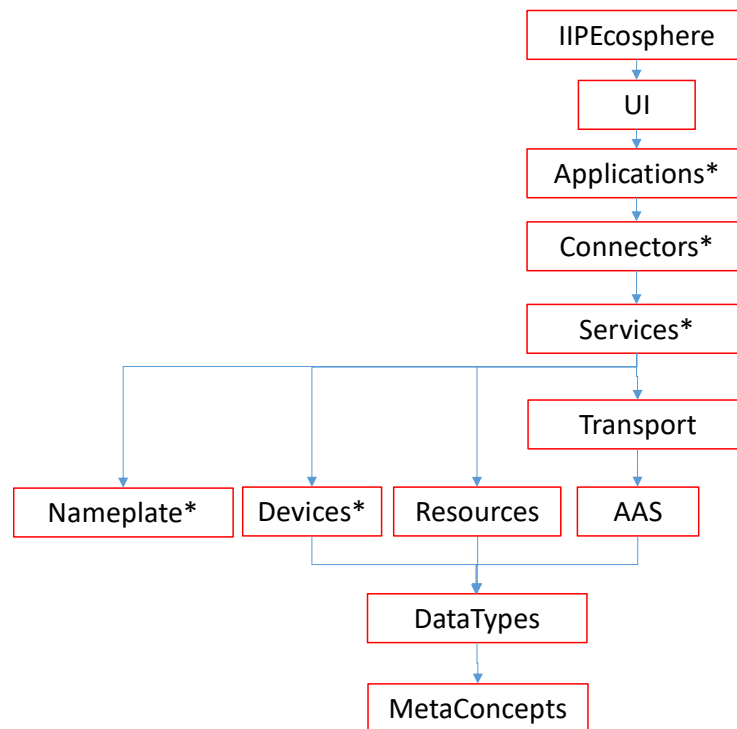 IIPEcosphere
UI
Applications*
Connectors*
Services*
Transport
Nameplate*
Devices*
Resources
AAS
DataTypes
MetaConcepts